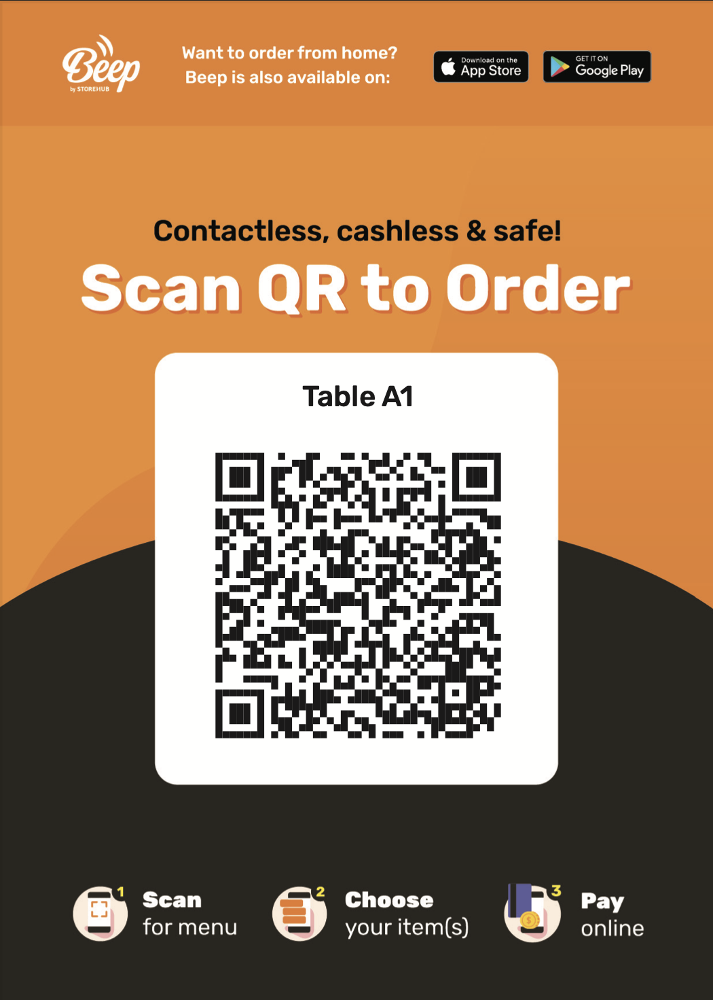 Beep
by STOREHUB
Want to order from home?
Beep is also available on:
Download on the
App Store
GET IT ON
Google Play
Contactless, cashless & safe!
Scan QR to Order
Table A1
1
Scan
for menu
2
Choose
your item(s)
3
Pay
online